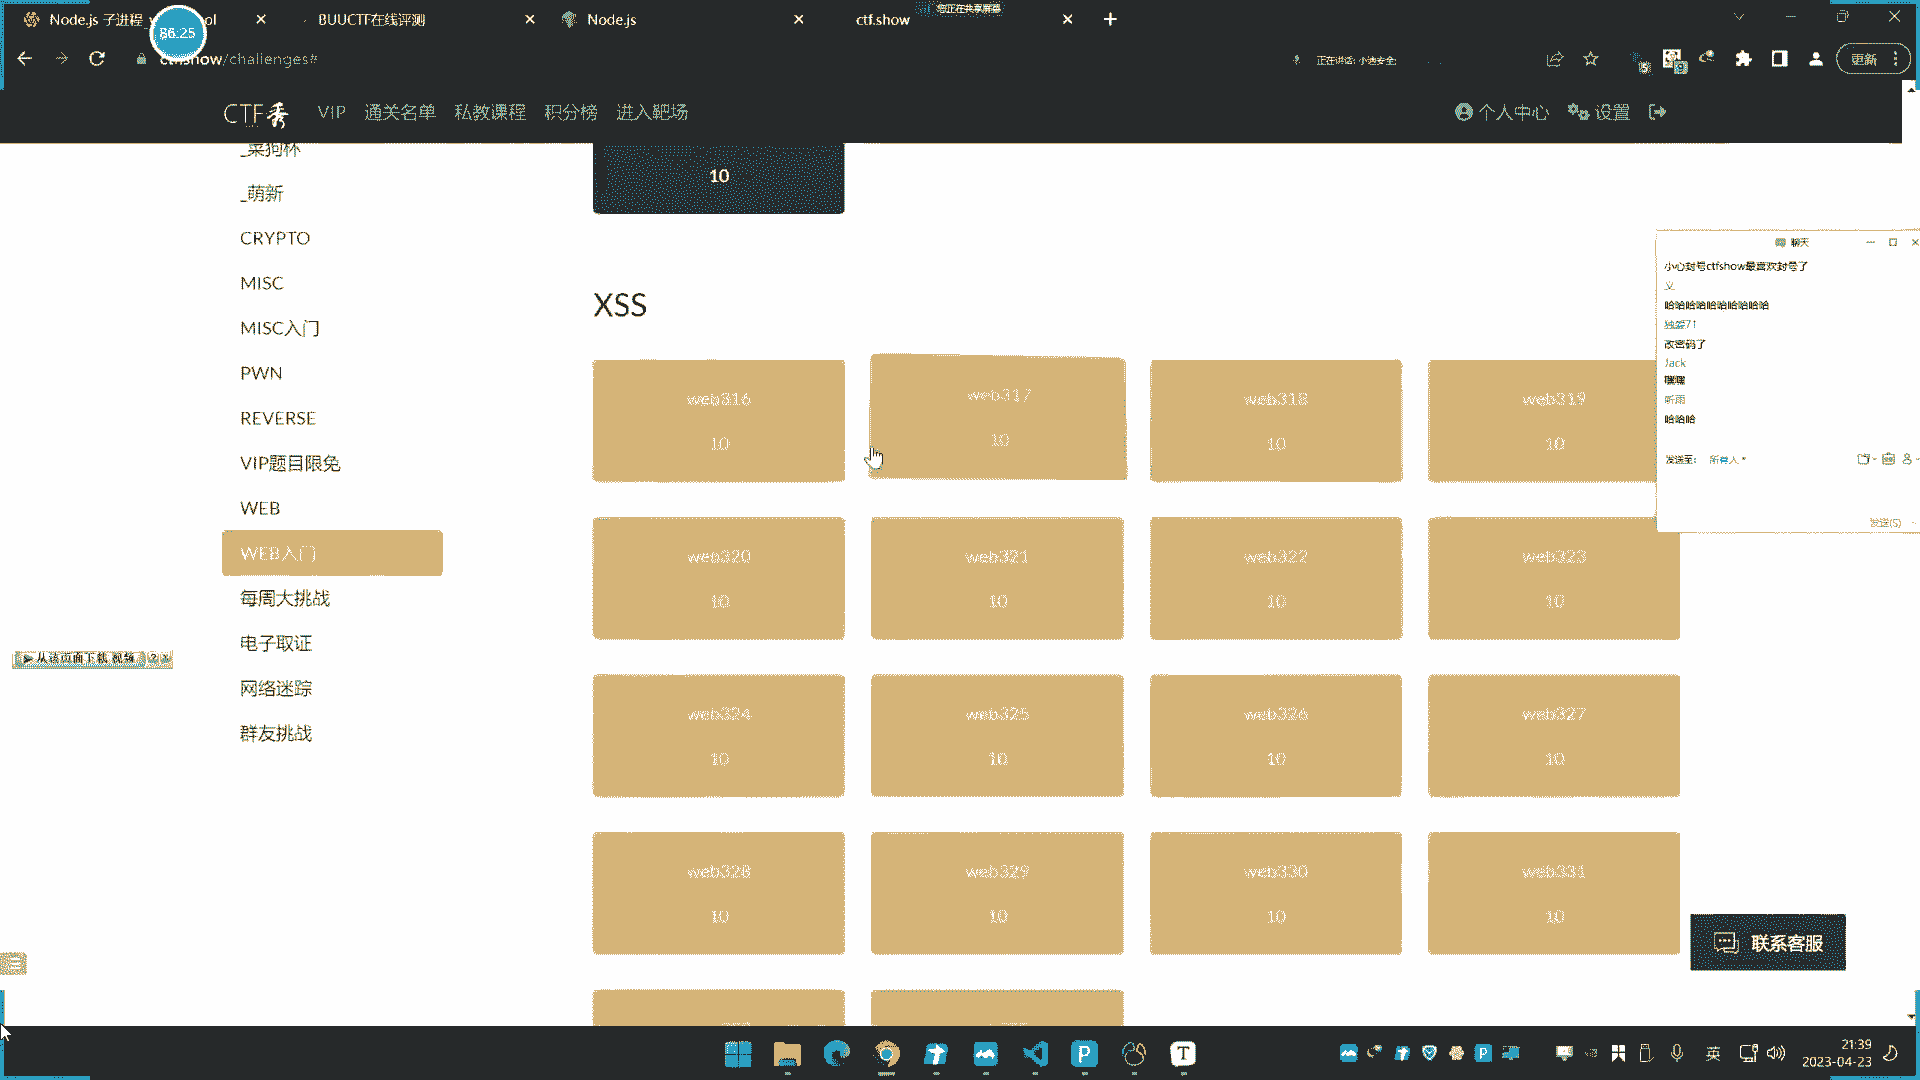 Node.js 子进程
BUUCTF在线评测
Node.js
ctf.show
您正在共享屏幕
86:25
ctf.show/challenges#
正在讲话: 小迪安全;
更新
CTF秀
VIP
通关名单
私教课程
积分榜
进入靶场
个人中心
设置
_菜狗杯
_萌新
CRYPTO
MISC
MISC入门
PWN
REVERSE
VIP题目限免
WEB
WEB入门
每周大挑战
电子取证
网络迷踪
群友挑战
10
XSS
web316
10
web317
10
web318
10
web319
10
web320
10
web321
10
web322
10
web323
10
web324
10
web325
10
web326
10
web327
10
web328
10
web329
10
web330
10
web331
10
聊天
小心封号ctfshow最喜欢封号了
义
哈哈哈哈哈哈哈哈哈哈
改密码了
Jack
嘿嘿
听雨
哈哈哈
发送至:
所有人
发送(S)
从该页面下载 视频
联系客服
英
21:39
2023-04-23